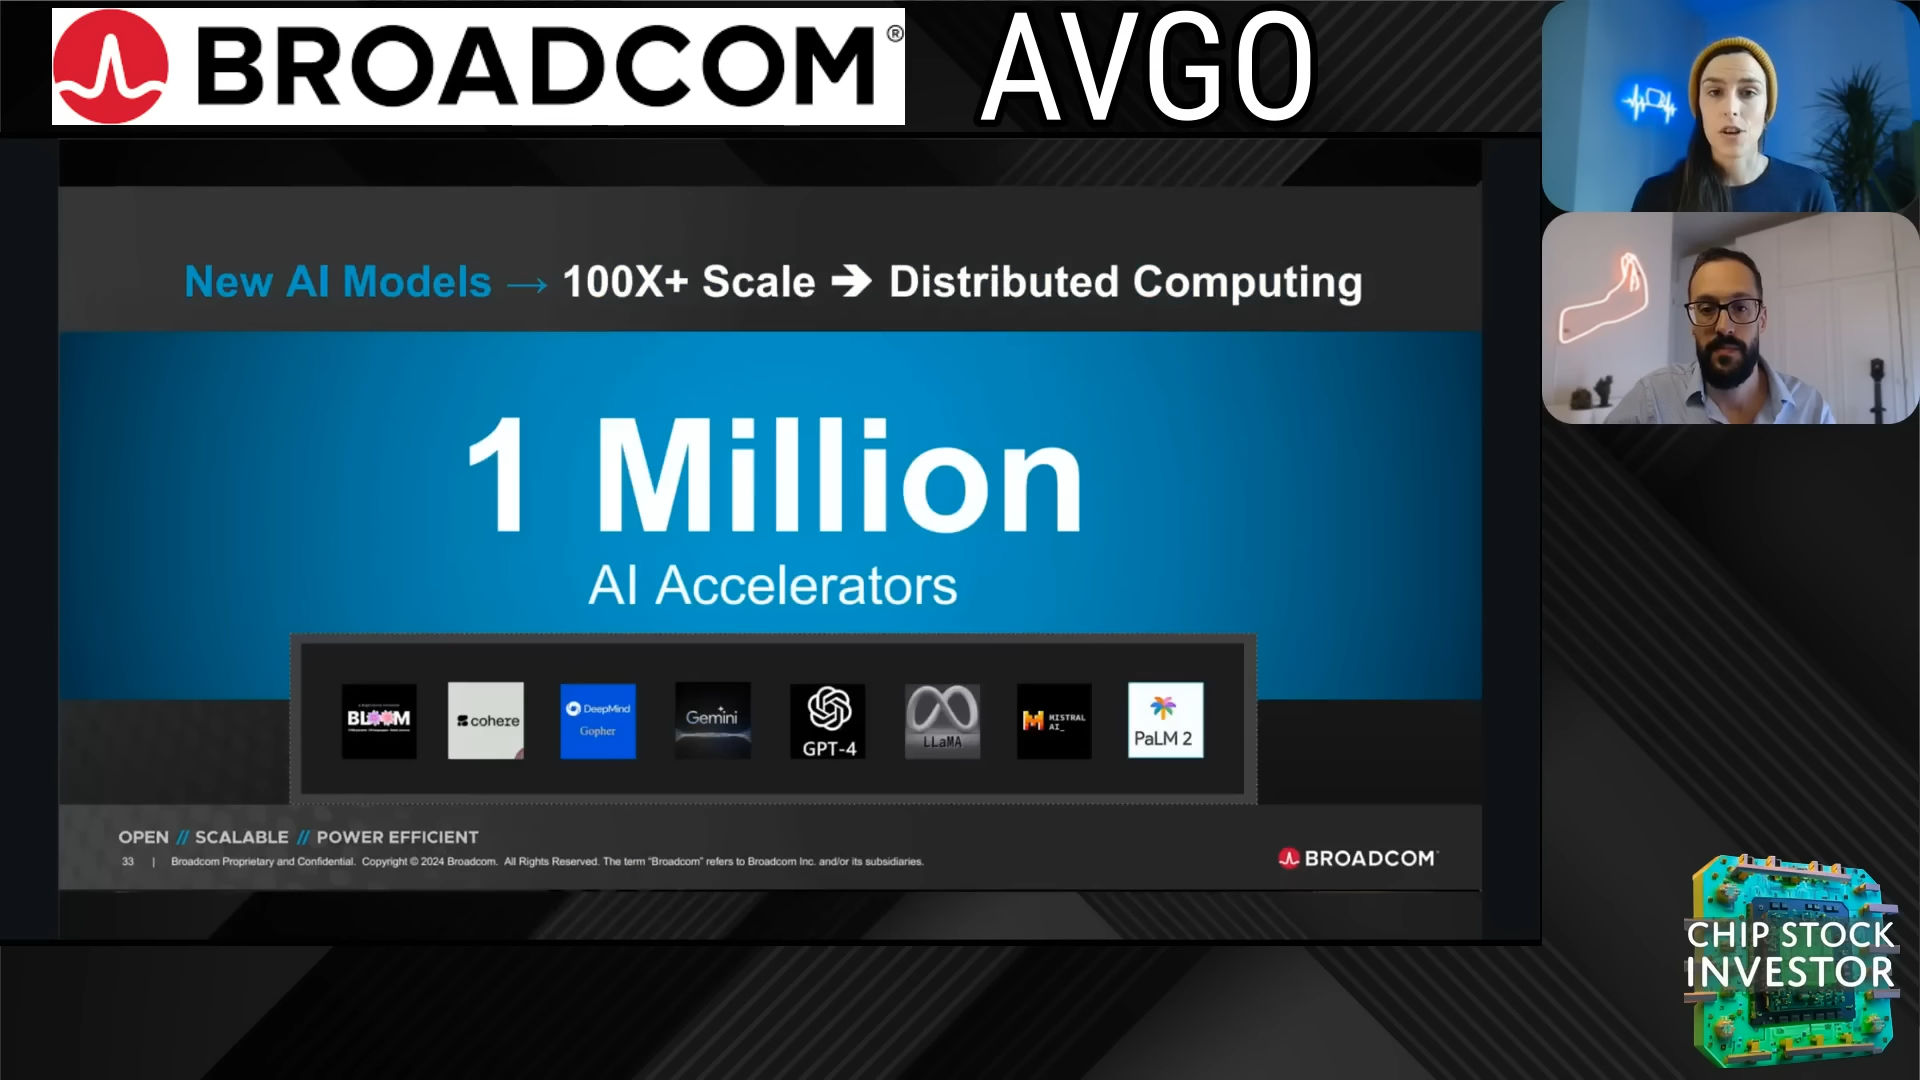 BROADCOM®
AVGO
New AI Models → 100X+ Scale ➔ Distributed Computing
1 Million
AI Accelerators
BLOOM
cohere
DeepMind
Gopher
Gemini
GPT-4
LLaMA
MISTRAL
AI_
PaLM 2
OPEN // SCALABLE // POWER EFFICIENT
33 | Broadcom Proprietary and Confidential. Copyright © 2024 Broadcom. All Rights Reserved. The term “Broadcom” refers to Broadcom Inc. and/or its subsidiaries.
BROADCOM
CHIP STOCK
INVESTOR